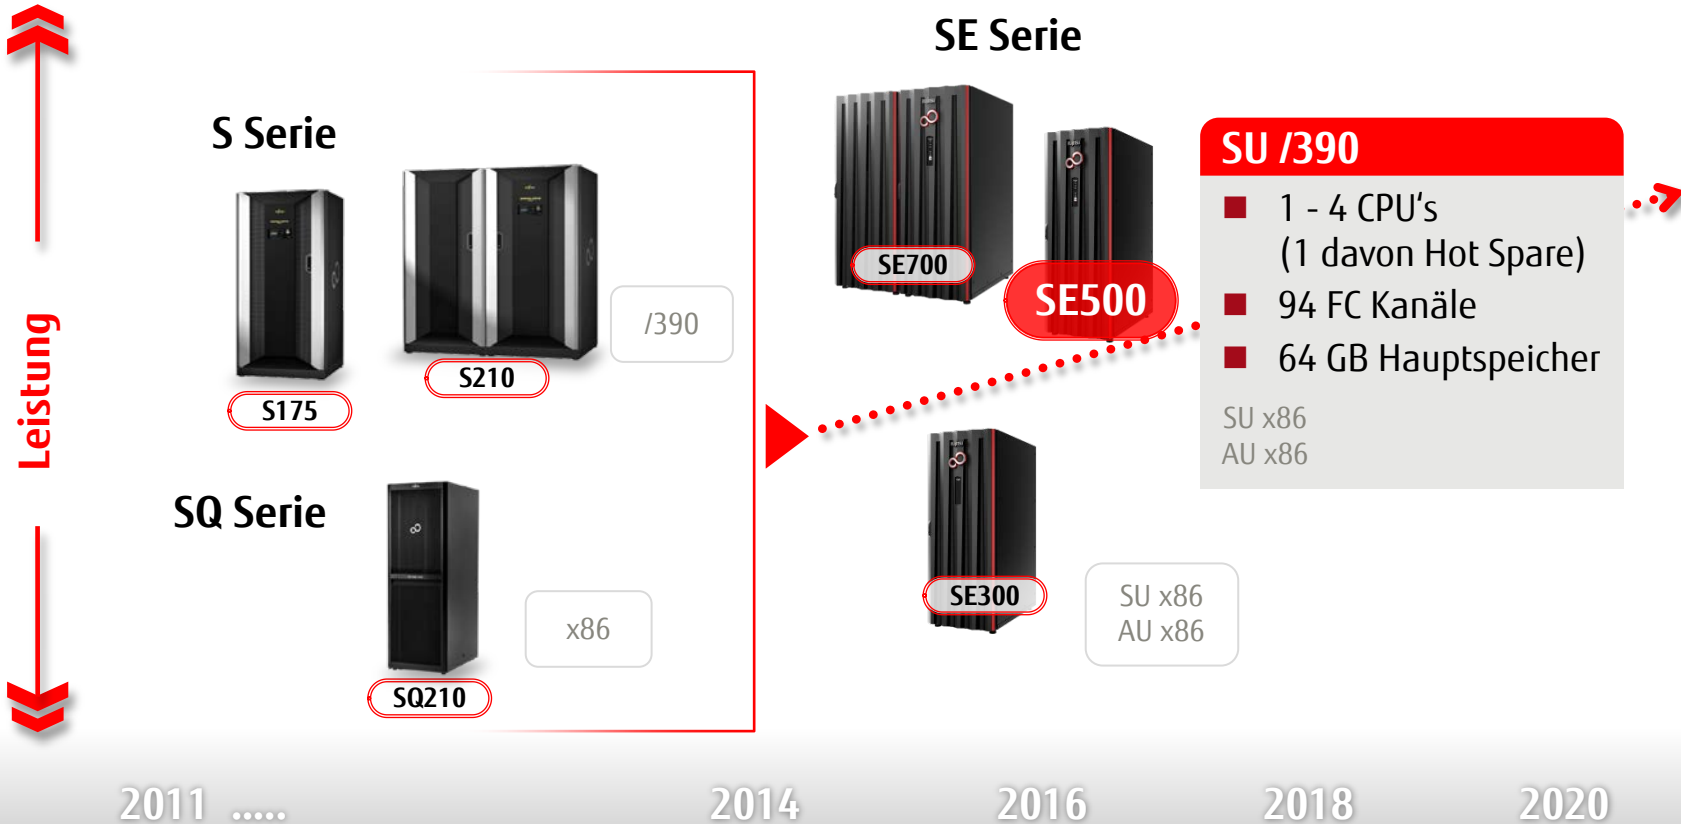 SE Serie
S Serie
SU /390
1 - 4 CPU‘s
(1 davon Hot Spare)
94 FC Kanäle
64 GB Hauptspeicher
SU x86
AU x86
SE700
SE500
/390
S210
S175
Leistung
SQ Serie
x86
SQ210
SE300
SU x86
AU x86
2011 .....
2014
2016
2018
2020